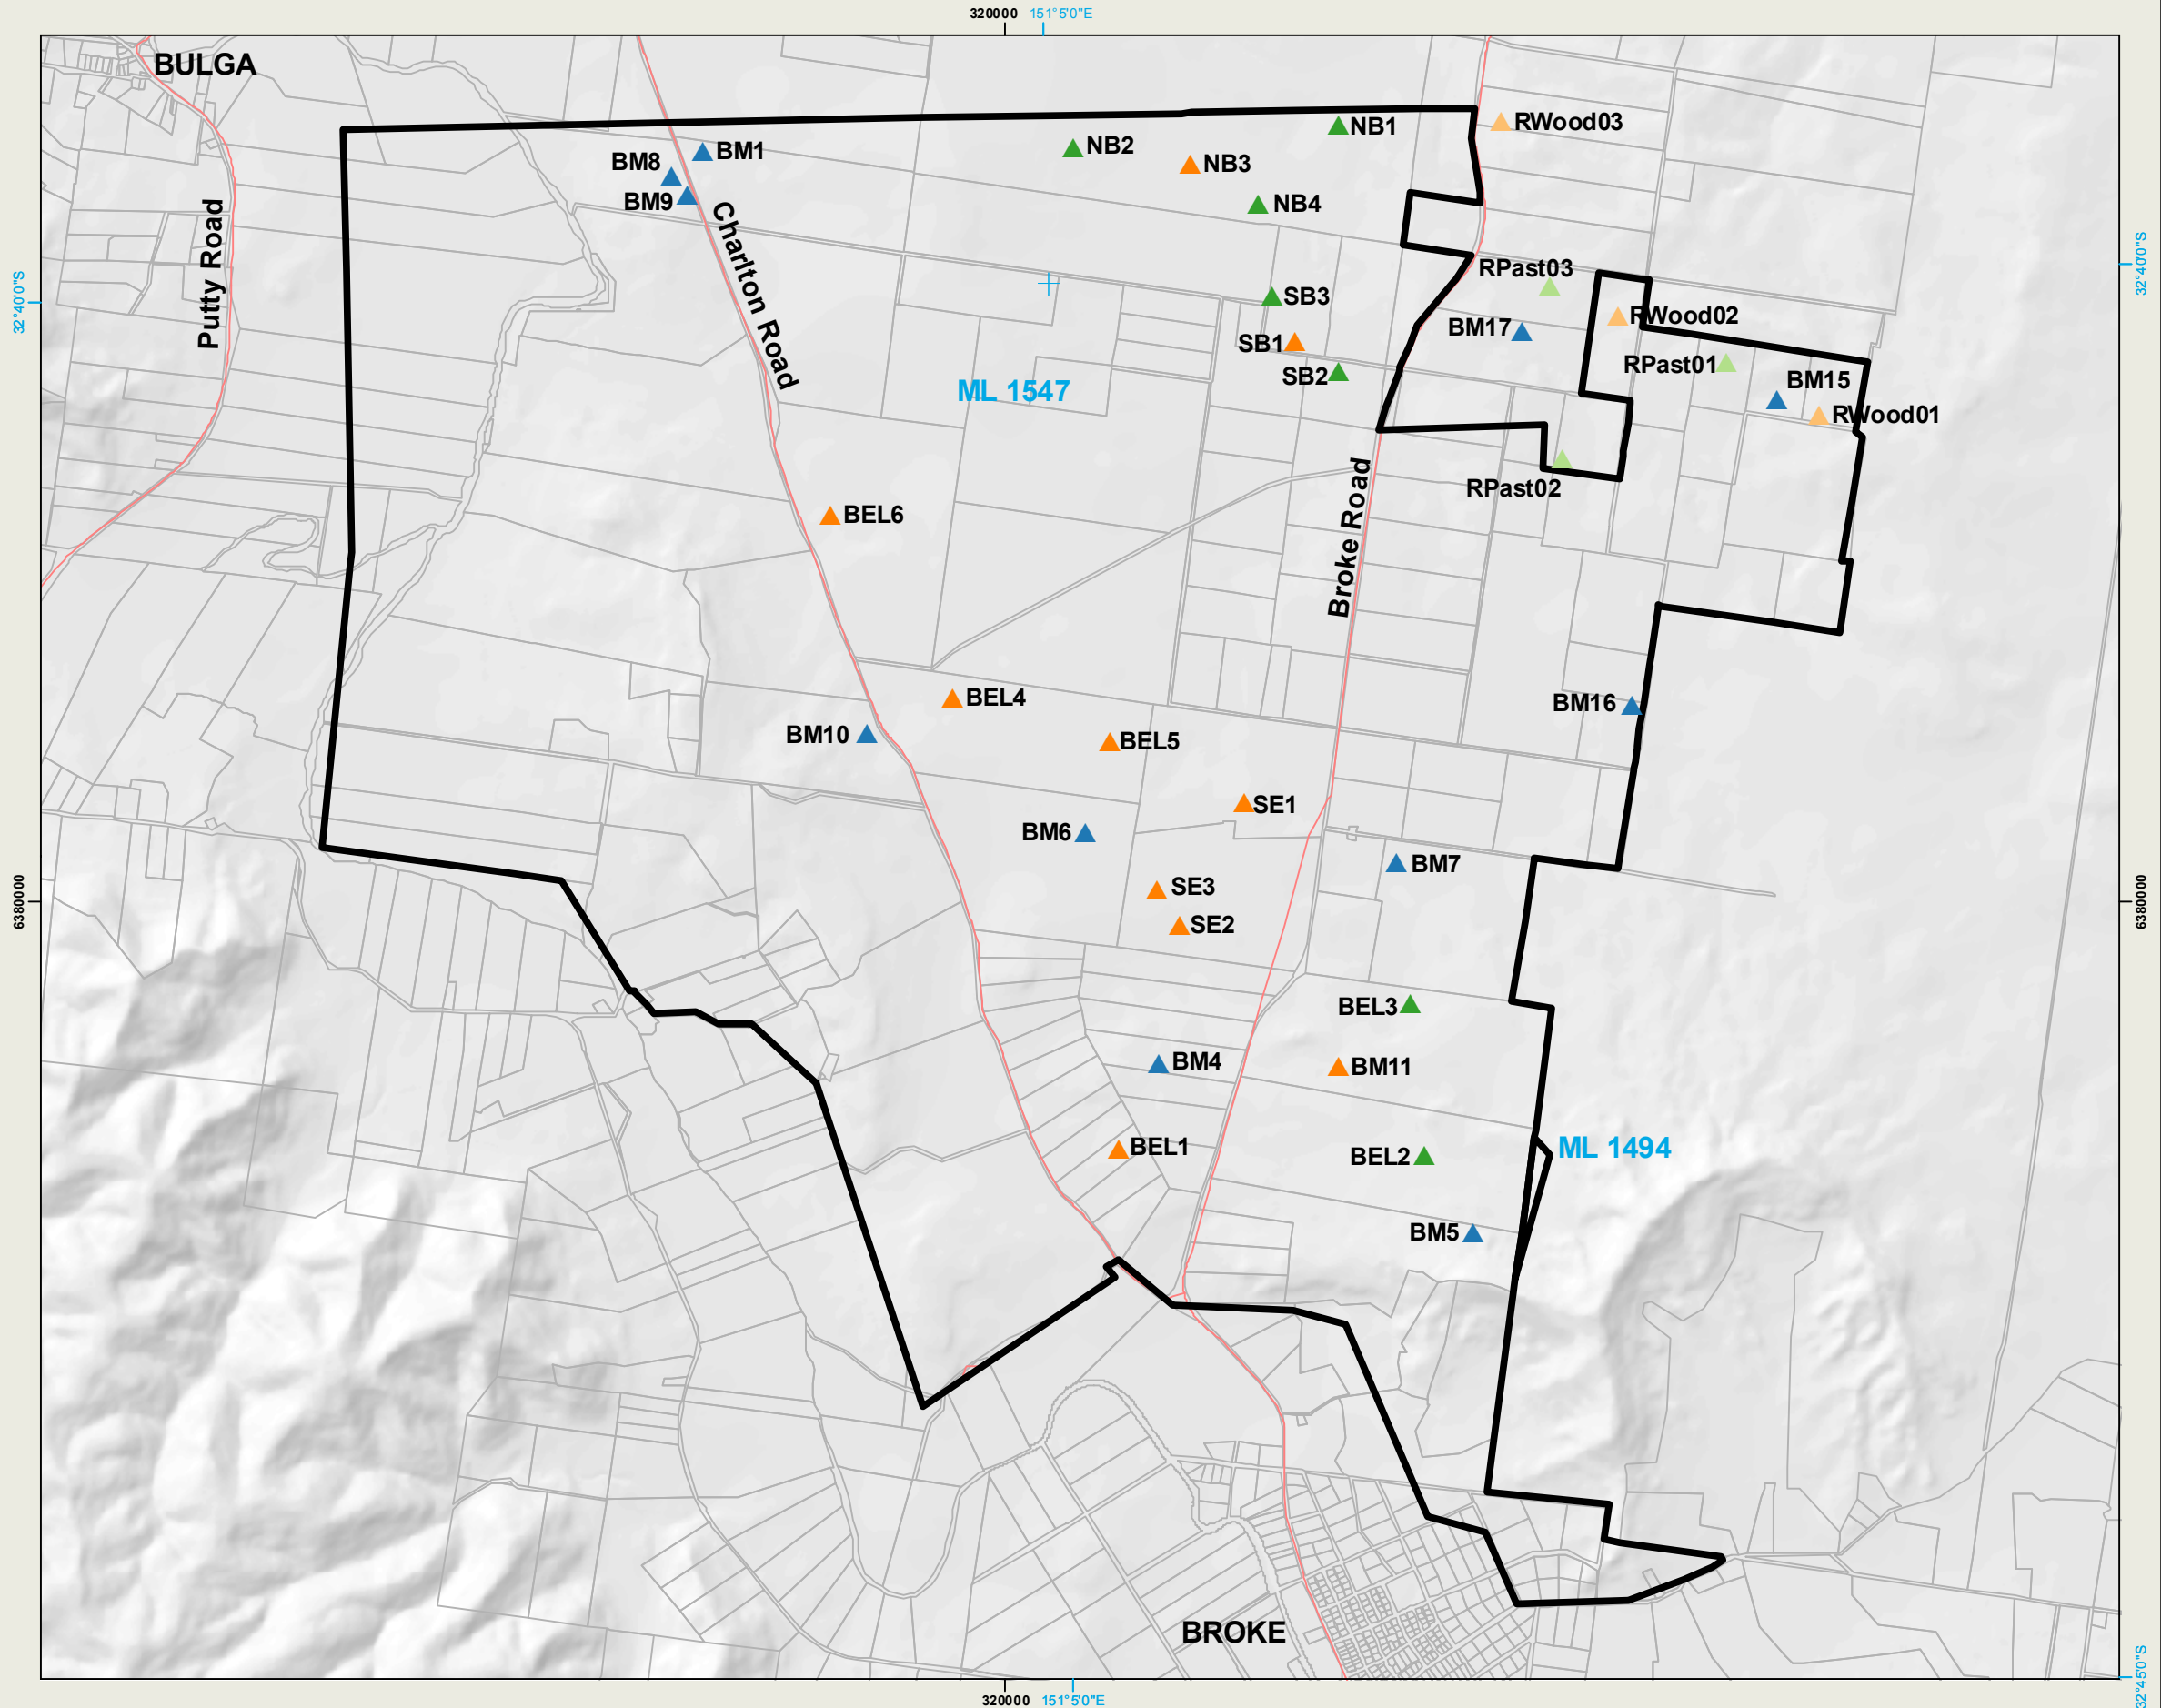 320000 151°5'0"E
BULGA
NB1
RWood03
NB2
BM1
BM8
NB3
BM9
NB4
Putty Road
Charlton Road
RPast03
32°40'0"S
32°40'0"S
SB3
RWood02
BM17
SB1
RPast01
SB2
BM15
ML 1547
RWood01
RPast02
BEL6
Broke Road
BEL4
BM16
BM10
BEL5
SE1
BM6
BM7
SE3
6380000
6380000
SE2
BEL3
BM4
BM11
BEL1
ML 1494
BEL2
BM5
BROKE
32°45'0"S
320000 151°5'0"E